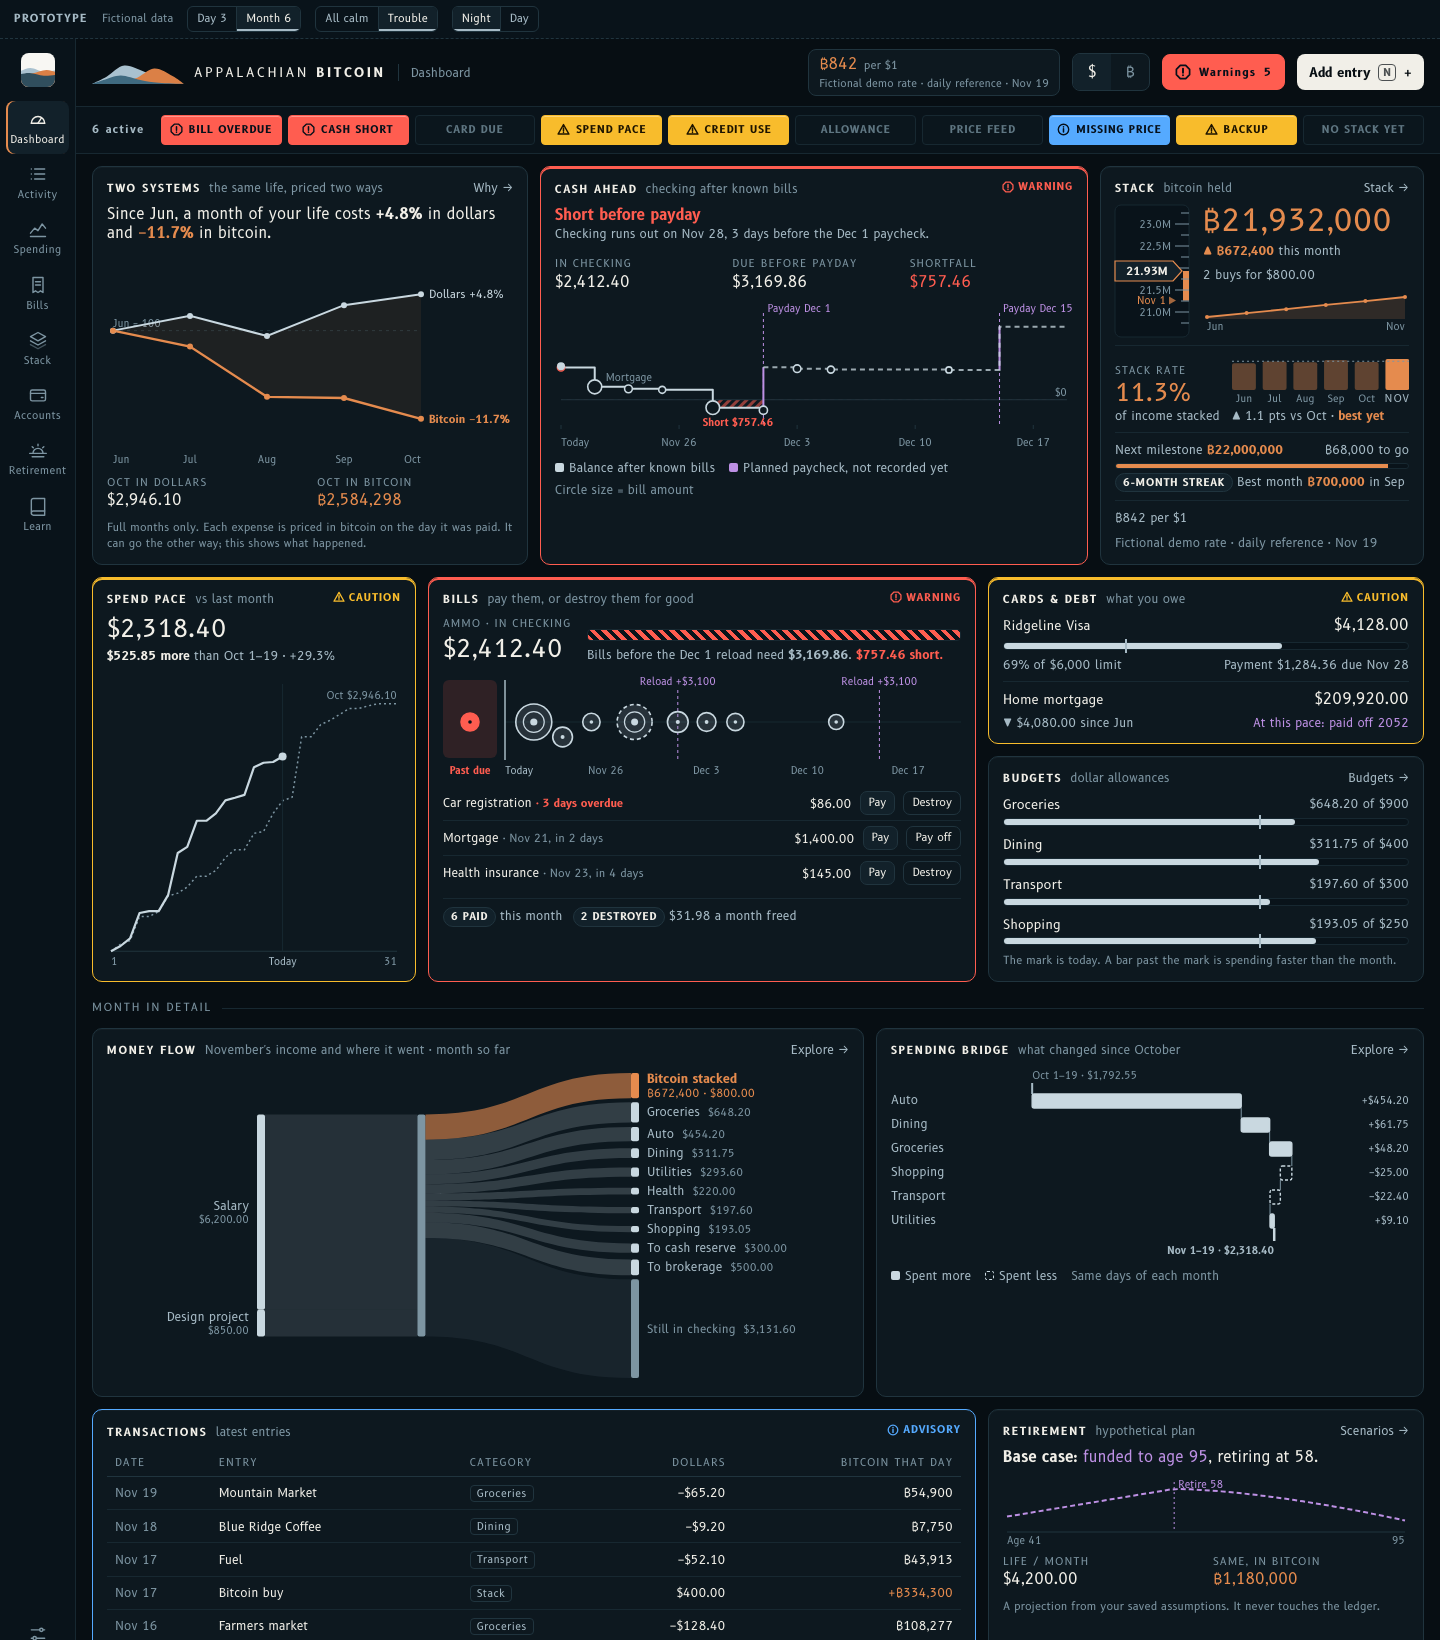 PROTOTYPE Fictional data Day 3 Month 6 All calm Trouble Night Day
APPALACHIAN BITCOIN Dashboard
฿842 per $1
Fictional demo rate · daily reference · Nov 19
$ ฿
Warnings 5
Add entry N +
Dashboard
Activity
Spending
Bills
Stack
Accounts
Retirement
Learn
6 active BILL OVERDUE CASH SHORT CARD DUE SPEND PACE CREDIT USE ALLOWANCE PRICE FEED MISSING PRICE BACKUP NO STACK YET
TWO SYSTEMS the same life, priced two ways Why →
Since Jun, a month of your life costs +4.8% in dollars
and −11.7% in bitcoin.
Dollars +4.8%
Jun = 100
Bitcoin −11.7%
Jun Jul Aug Sep Oct
OCT IN DOLLARS OCT IN BITCOIN
$2,946.10 ฿2,584,298
Full months only. Each expense is priced in bitcoin on the day it was paid. It
can go the other way; this shows what happened.
CASH AHEAD checking after known bills WARNING
Short before payday
Checking runs out on Nov 28, 3 days before the Dec 1 paycheck.
IN CHECKING DUE BEFORE PAYDAY SHORTFALL
$2,412.40 $3,169.86 $757.46
Payday Dec 1 Payday Dec 15
Mortgage
$0
Short $757.46
Today Nov 26 Dec 3 Dec 10 Dec 17
Balance after known bills Planned paycheck, not recorded yet
Circle size = bill amount
STACK bitcoin held Stack →
23.0M
22.5M
21.93M
21.5M
Nov 1
21.0M
฿21,932,000
▲ ฿672,400 this month
2 buys for $800.00
Jun Nov
STACK RATE
11.3%
of income stacked
Jun Jul Aug Sep Oct NOV
▲ 1.1 pts vs Oct · best yet
Next milestone ฿22,000,000 ฿68,000 to go
6-MONTH STREAK Best month ฿700,000 in Sep
฿842 per $1
Fictional demo rate · daily reference · Nov 19
SPEND PACE vs last month CAUTION
$2,318.40
$525.85 more than Oct 1–19 · +29.3%
Oct $2,946.10
1 Today 31
BILLS pay them, or destroy them for good WARNING
AMMO · IN CHECKING
$2,412.40
Bills before the Dec 1 reload need $3,169.86. $757.46 short.
Reload +$3,100 Reload +$3,100
Past due Today Nov 26 Dec 3 Dec 10 Dec 17
Car registration · 3 days overdue $86.00 Pay Destroy
Mortgage · Nov 21, in 2 days $1,400.00 Pay Pay off
Health insurance · Nov 23, in 4 days $145.00 Pay Destroy
6 PAID this month 2 DESTROYED $31.98 a month freed
CARDS & DEBT what you owe CAUTION
Ridgeline Visa $4,128.00
69% of $6,000 limit Payment $1,284.36 due Nov 28
Home mortgage $209,920.00
▼ $4,080.00 since Jun At this pace: paid off 2052
BUDGETS dollar allowances Budgets →
Groceries $648.20 of $900
Dining $311.75 of $400
Transport $197.60 of $300
Shopping $193.05 of $250
The mark is today. A bar past the mark is spending faster than the month.
MONTH IN DETAIL
MONEY FLOW November's income and where it went · month so far Explore →
Salary
$6,200.00
Design project
$850.00
Bitcoin stacked
฿672,400 · $800.00
Groceries $648.20
Auto $454.20
Dining $311.75
Utilities $293.60
Health $220.00
Transport $197.60
Shopping $193.05
To cash reserve $300.00
To brokerage $500.00
Still in checking $3,131.60
SPENDING BRIDGE what changed since October Explore →
Oct 1–19 · $1,792.55
Auto +$454.20
Dining +$61.75
Groceries +$48.20
Shopping −$25.00
Transport −$22.40
Utilities +$9.10
Nov 1–19 · $2,318.40
Spent more Spent less Same days of each month
TRANSACTIONS latest entries ADVISORY
DATE ENTRY CATEGORY DOLLARS BITCOIN THAT DAY
Nov 19 Mountain Market Groceries −$65.20 ฿54,900
Nov 18 Blue Ridge Coffee Dining −$9.20 ฿7,750
Nov 17 Fuel Transport −$52.10 ฿43,913
Nov 17 Bitcoin buy Stack $400.00 +฿334,300
Nov 16 Farmers market Groceries −$128.40 ฿108,277
RETIREMENT hypothetical plan Scenarios →
Base case: funded to age 95, retiring at 58.
Retire 58
Age 41 95
LIFE / MONTH SAME, IN BITCOIN
$4,200.00 ฿1,180,000
A projection from your saved assumptions. It never touches the ledger.